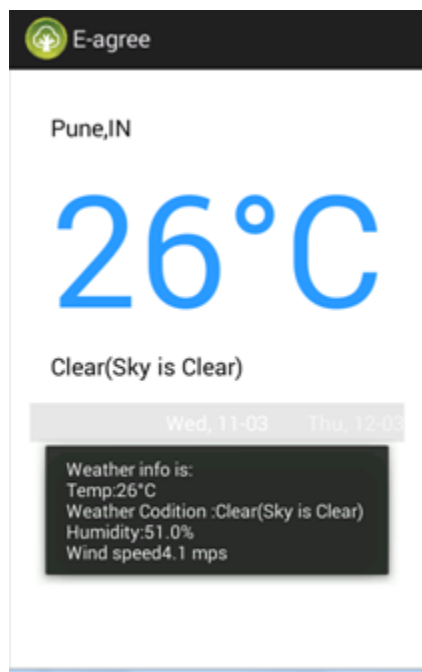 E-agree
Pune,IN
26°C
Clear(Sky is Clear)
Wed, 11-03 Thu, 12-03
Weather info is:
Temp:26°C
Weather Codition :Clear(Sky is Clear)
Humidity:51.0%
Wind speed4.1 mps